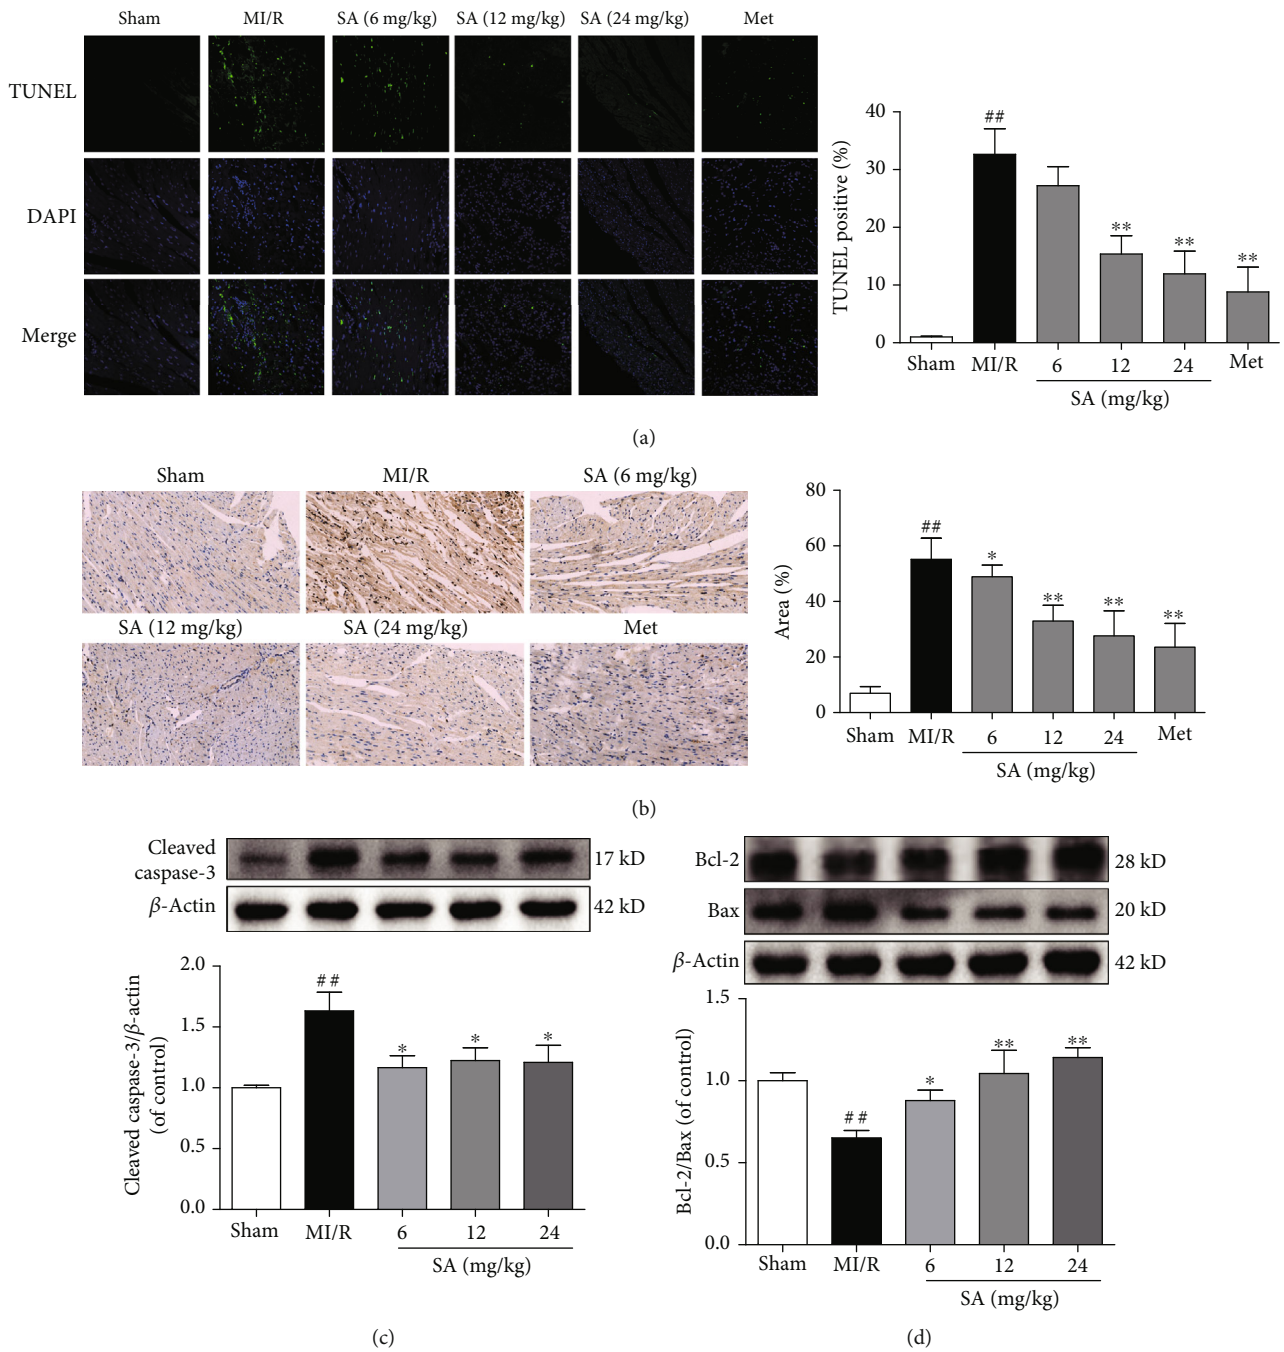 Sham MI/R SA (6 mg/kg) SA (12 mg/kg) SA (24 mg/kg) Met
TUNEL
DAPI
Merge
TUNEL positive (%)
40
30
20
10
0
##
**
**
**
Sham MI/R 6 12 24 Met
SA (mg/kg)
(a)
Sham MI/R SA (6 mg/kg)
SA (12 mg/kg) SA (24 mg/kg) Met
Area (%)
80
60
40
20
0
##
*
**
**
**
Sham MI/R 6 12 24 Met
SA (mg/kg)
(b)
Cleaved
caspase-3
17 kD
β-Actin
42 kD
Cleaved caspase-3/β-actin
(of control)
2.0
1.5
1.0
0.5
0.0
##
*
*
*
Sham MI/R 6 12 24
SA (mg/kg)
(c)
Bcl-2
28 kD
Bax
20 kD
β-Actin
42 kD
Bcl-2/Bax (of control)
1.5
1.0
0.5
0.0
##
*
**
**
Sham MI/R 6 12 24
SA (mg/kg)
(d)